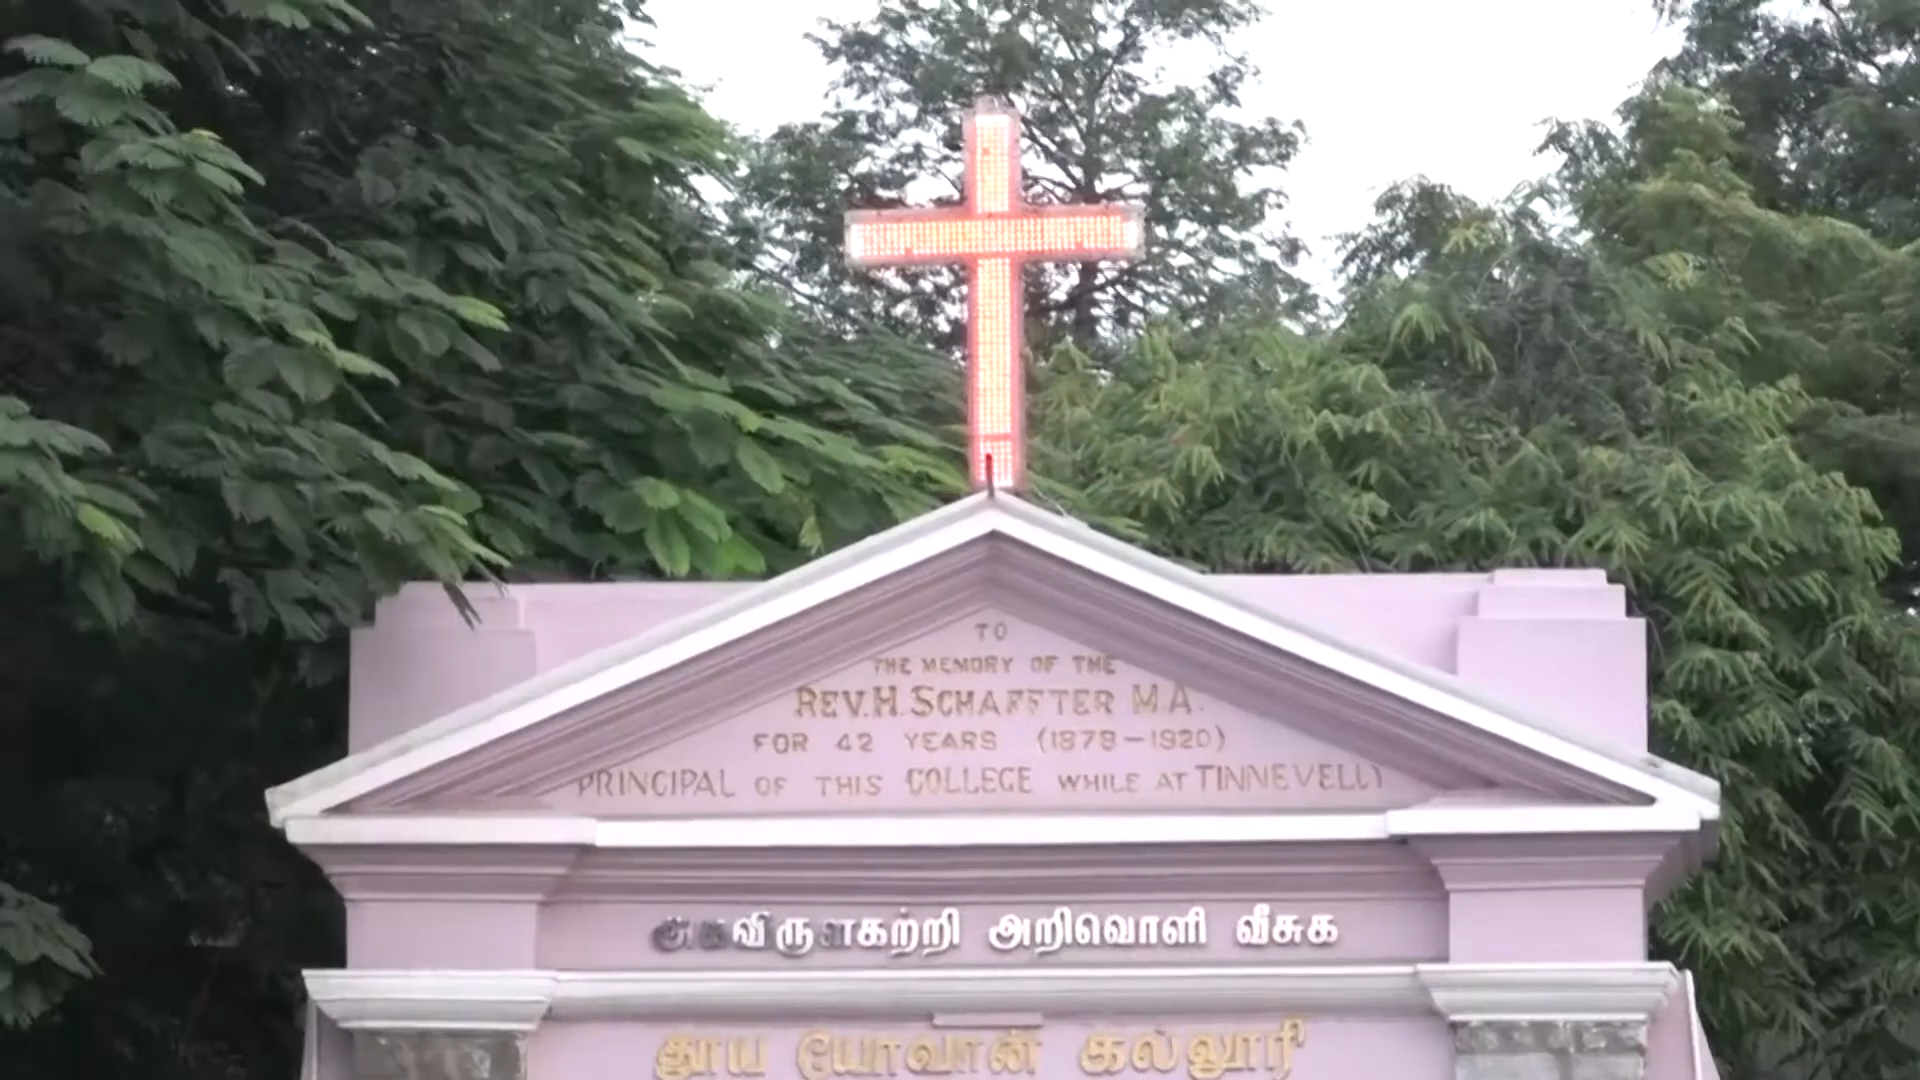 TO
THE MEMORY OF THE
REV. H. SCHAFFTER M.A.
FOR 42 YEARS (1878-1920)
PRINCIPAL OF THIS COLLEGE WHILE AT TINNEVELLY
அகவிருளகற்றி அறிவொளி வீசுக
தூய யோவான் கல்லூரி